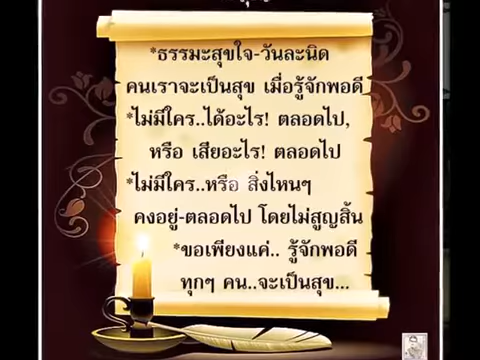 *ธรรมะสุขใจ-วันละนิด
คนเราจะเป็นสุข เมื่อรู้จักพอดี
*ไม่มีใคร..ได้อะไร! ตลอดไป,
หรือ เสียอะไร! ตลอดไป
*ไม่มีใคร..หรือ สิ่งไหนๆ
คงอยู่-ตลอดไป โดยไม่สูญสิ้น
*ขอเพียงแค่.. รู้จักพอดี
ทุกๆ คน..จะเป็นสุข...